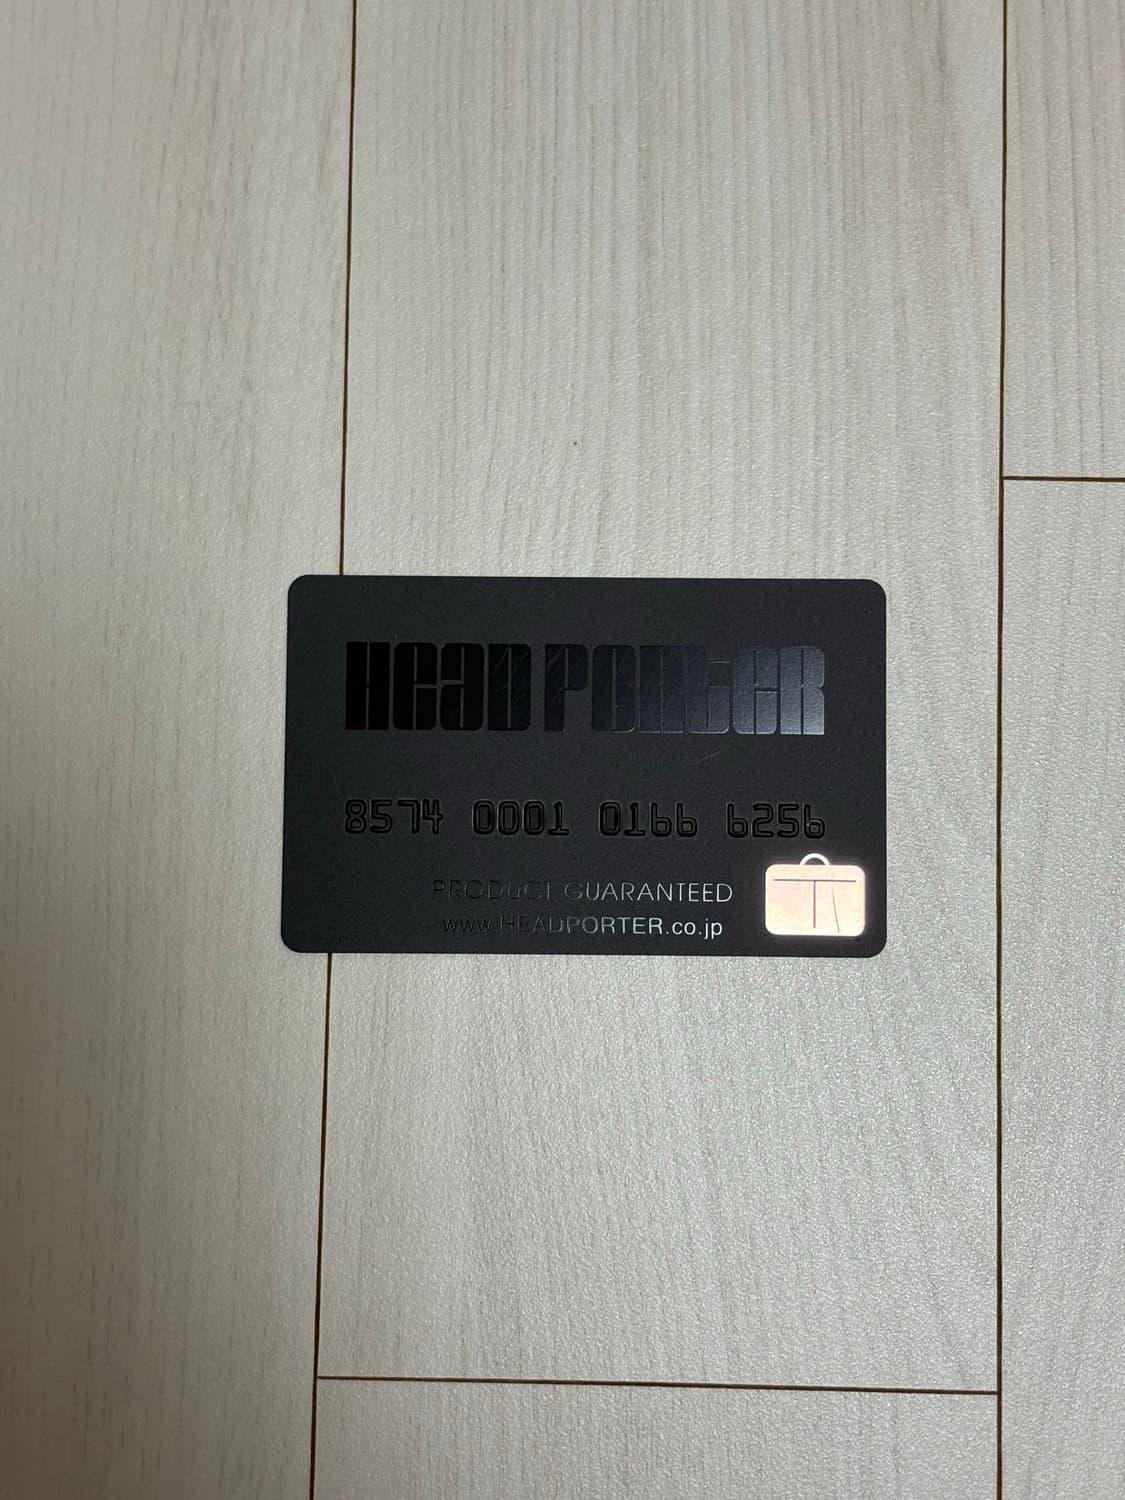 HEAD PORTER
8574 0001 0166 6256
PRODUCT GUARANTEED
www.HEADPORTER.co.jp